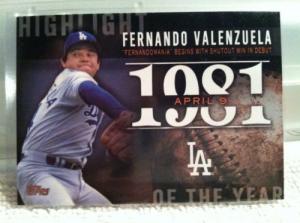 HIGHLIGHT
FERNANDO VALENZUELA
"FERNANDOMANIA" BEGINS WITH SHUTOUT WIN IN DEBUT
1981
APRIL 9
LA
Topps
OF THE YEAR